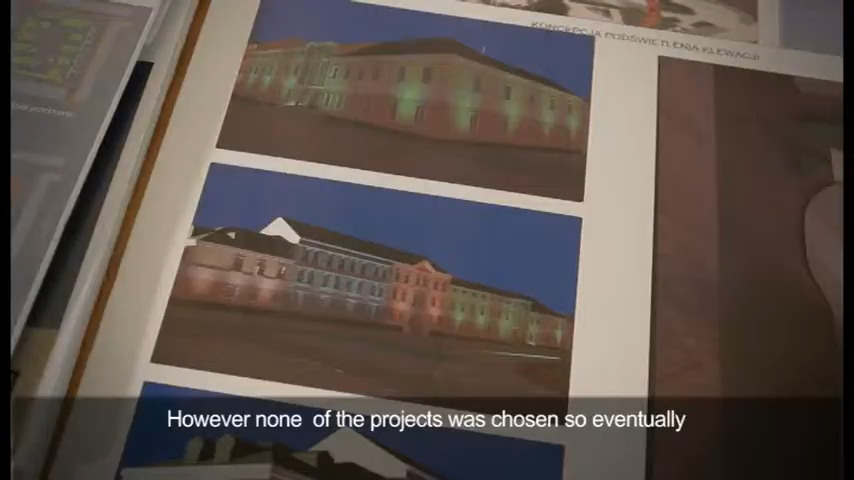 KONCEPCJA PODŚWIETLENIA ELEWACJI
However none of the projects was chosen so eventually